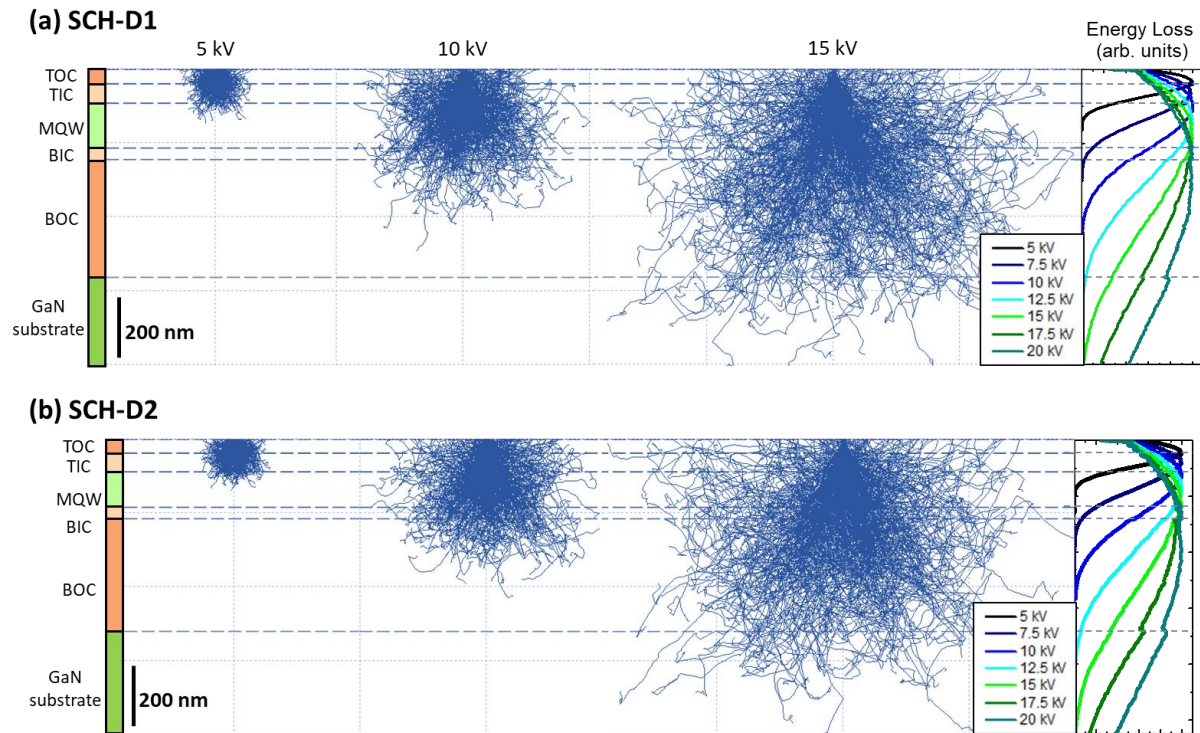 (a) SCH-D1
5 kV
10 kV
15 kV
Energy Loss
(arb. units)
TOC
TIC
MQW
BIC
BOC
GaN
substrate
200 nm
5 kV
7.5 kV
10 kV
12.5 kV
15 kV
17.5 kV
20 kV
(b) SCH-D2
TOC
TIC
MQW
BIC
BOC
GaN
substrate
200 nm
5 kV
7.5 kV
10 kV
12.5 kV
15 kV
17.5 kV
20 kV